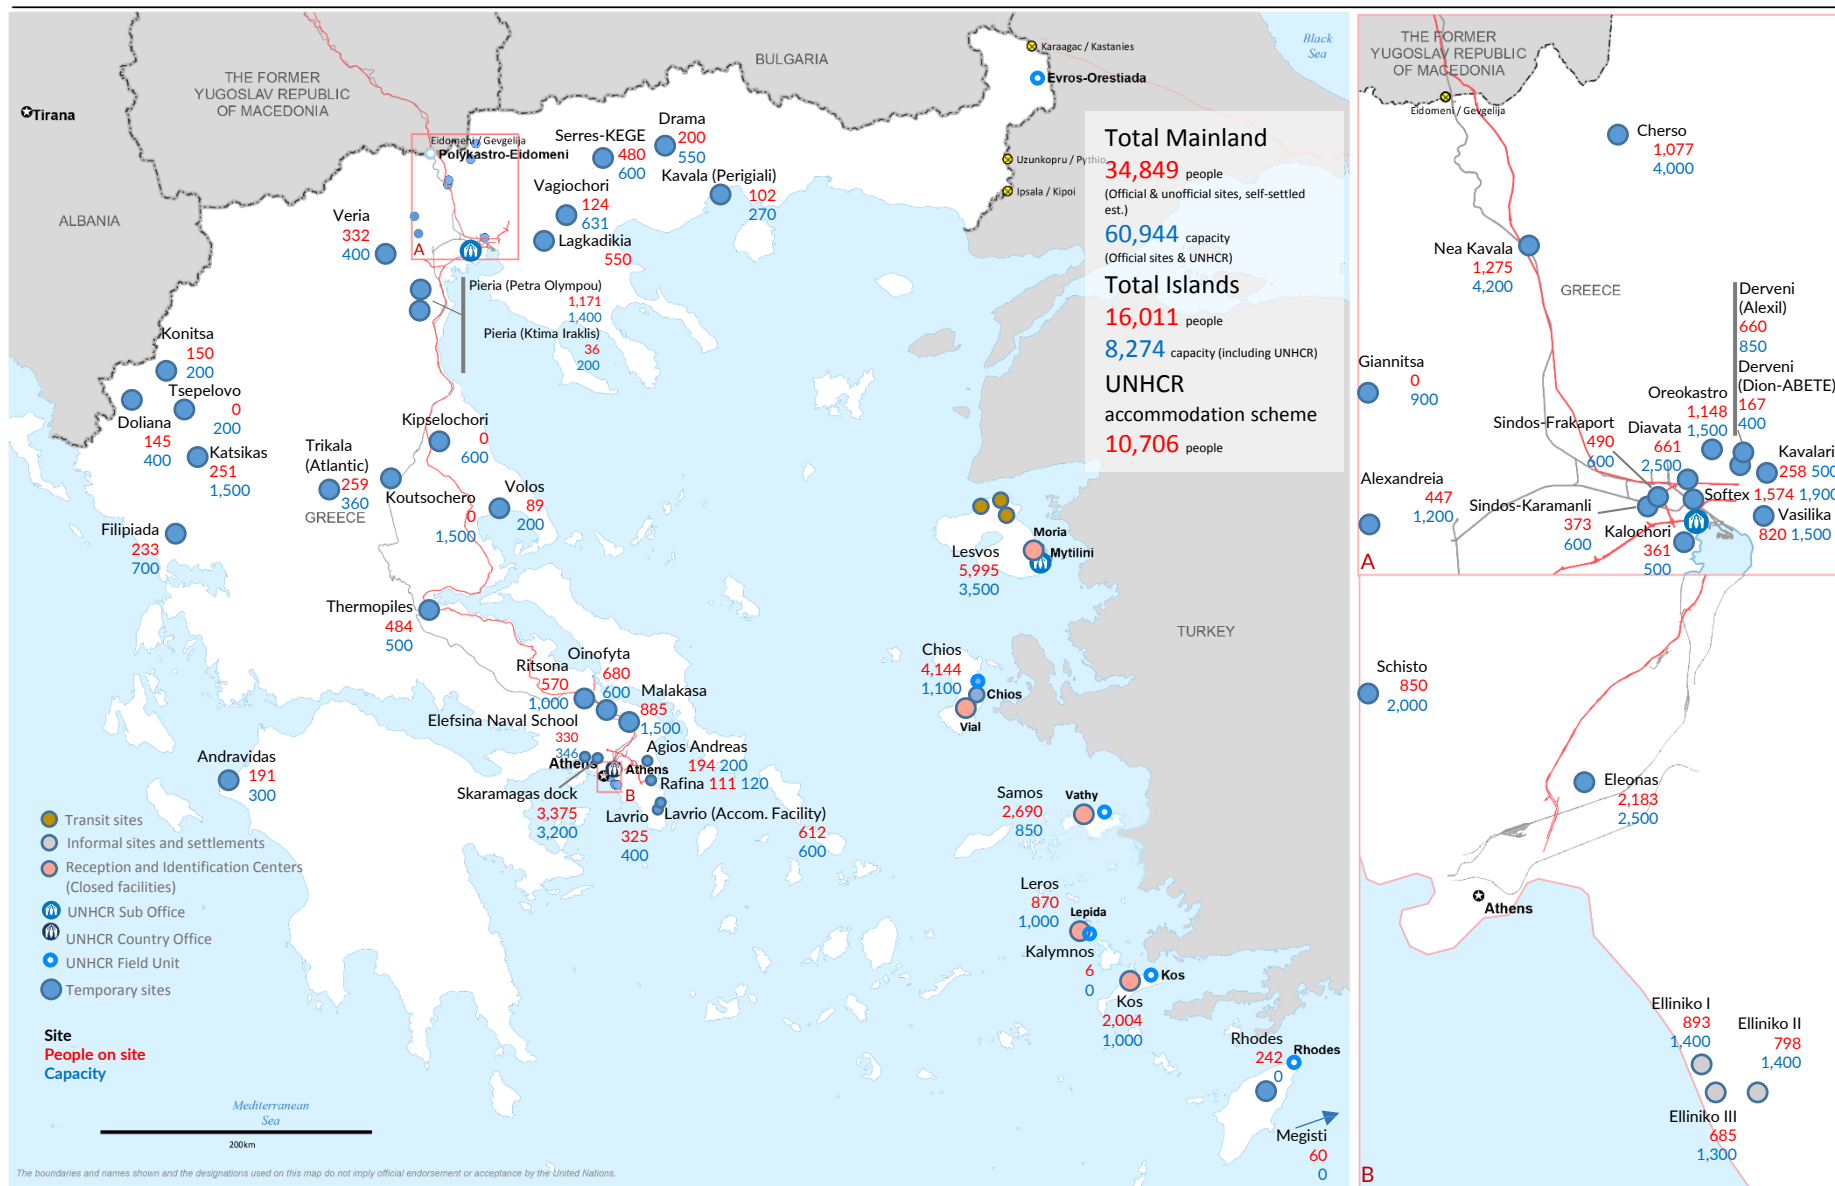 THE FORMER
YUGOSLAV REPUBLIC
OF MACEDONIA
BULGARIA
Black
Sea
Karaagac / Kastanies
Evros-Orestiada
Tirana
ALBANIA
Eidomeni / Gevgelija
Polykastro-Eidomeni
Serres-KEGE
480
600
Drama
200
550
Vagiochori
124
631
Kavala (Perigiali)
102
270
Uzunkopru / Pythio
Ipsala / Kipoi
Veria
332
400
A
Lagkadikia
550
Pieria (Petra Olympou)
1,171
1,400
Pieria (Ktima Iraklis)
36
200
Total Mainland
34,849 people
(Official & unofficial sites, self-settled
est.)
60,944 capacity
(Official sites & UNHCR)
Total Islands
16,011 people
8,274 capacity (including UNHCR)
UNHCR
accommodation scheme
10,706 people
Konitsa
150
200
Tsepelovo
0
200
Doliana
145
400
Katsikas
251
1,500
Kipselochori
0
600
Trikala
(Atlantic)
259
360
GREECE
Koutsochero
0
1,500
Volos
89
200
Filipiada
233
700
Thermopiles
484
500
Moria
Mytilini
Lesvos
5,995
3,500
TURKEY
Oinofyta
680
600
Ritsona
570
1,000
Malakasa
885
1,500
Elefsina Naval School
330
346
Athens
Athens
B
Agios Andreas
194 200
Rafina 111 120
Skaramagas dock
3,375
3,200
Lavrio
325
400
Lavrio (Accom. Facility)
612
600
Andravidas
191
300
Chios
4,144
1,100
Chios
Vial
Samos
2,690
850
Vathy
Leros
870
1,000
Lepida
Kalymnos
6
0
Kos
Kos
2,004
1,000
Rhodes
242
0
Rhodes
Megisti
60
0
Transit sites
Informal sites and settlements
Reception and Identification Centers
(Closed facilities)
UNHCR Sub Office
UNHCR Country Office
UNHCR Field Unit
Temporary sites
Site
People on site
Capacity
Mediterranean
Sea
200km
The boundaries and names shown and the designations used on this map do not imply official endorsement or acceptance by the United Nations.
THE FORMER
YUGOSLAV REPUBLIC
OF MACEDONIA
Eidomeni / Gevgelija
Cherso
1,077
4,000
Nea Kavala
1,275
4,200
GREECE
Derveni
(Alexil)
660
850
Derveni
(Dion-ABETE)
167
400
Giannitsa
0
900
Oreokastro
1,148
1,500
Sindos-Frakaport
490
600
Diavata
661
2,500
Kavalari
258 500
Alexandreia
447
1,200
Softex 1,574 1,900
Sindos-Karamanli
373
600
Vasilika
820 1,500
Kalochori
361
500
A
Schisto
850
2,000
Eleonas
2,183
2,500
Athens
Elliniko I
893
1,400
Elliniko II
798
1,400
Elliniko III
685
1,300
B